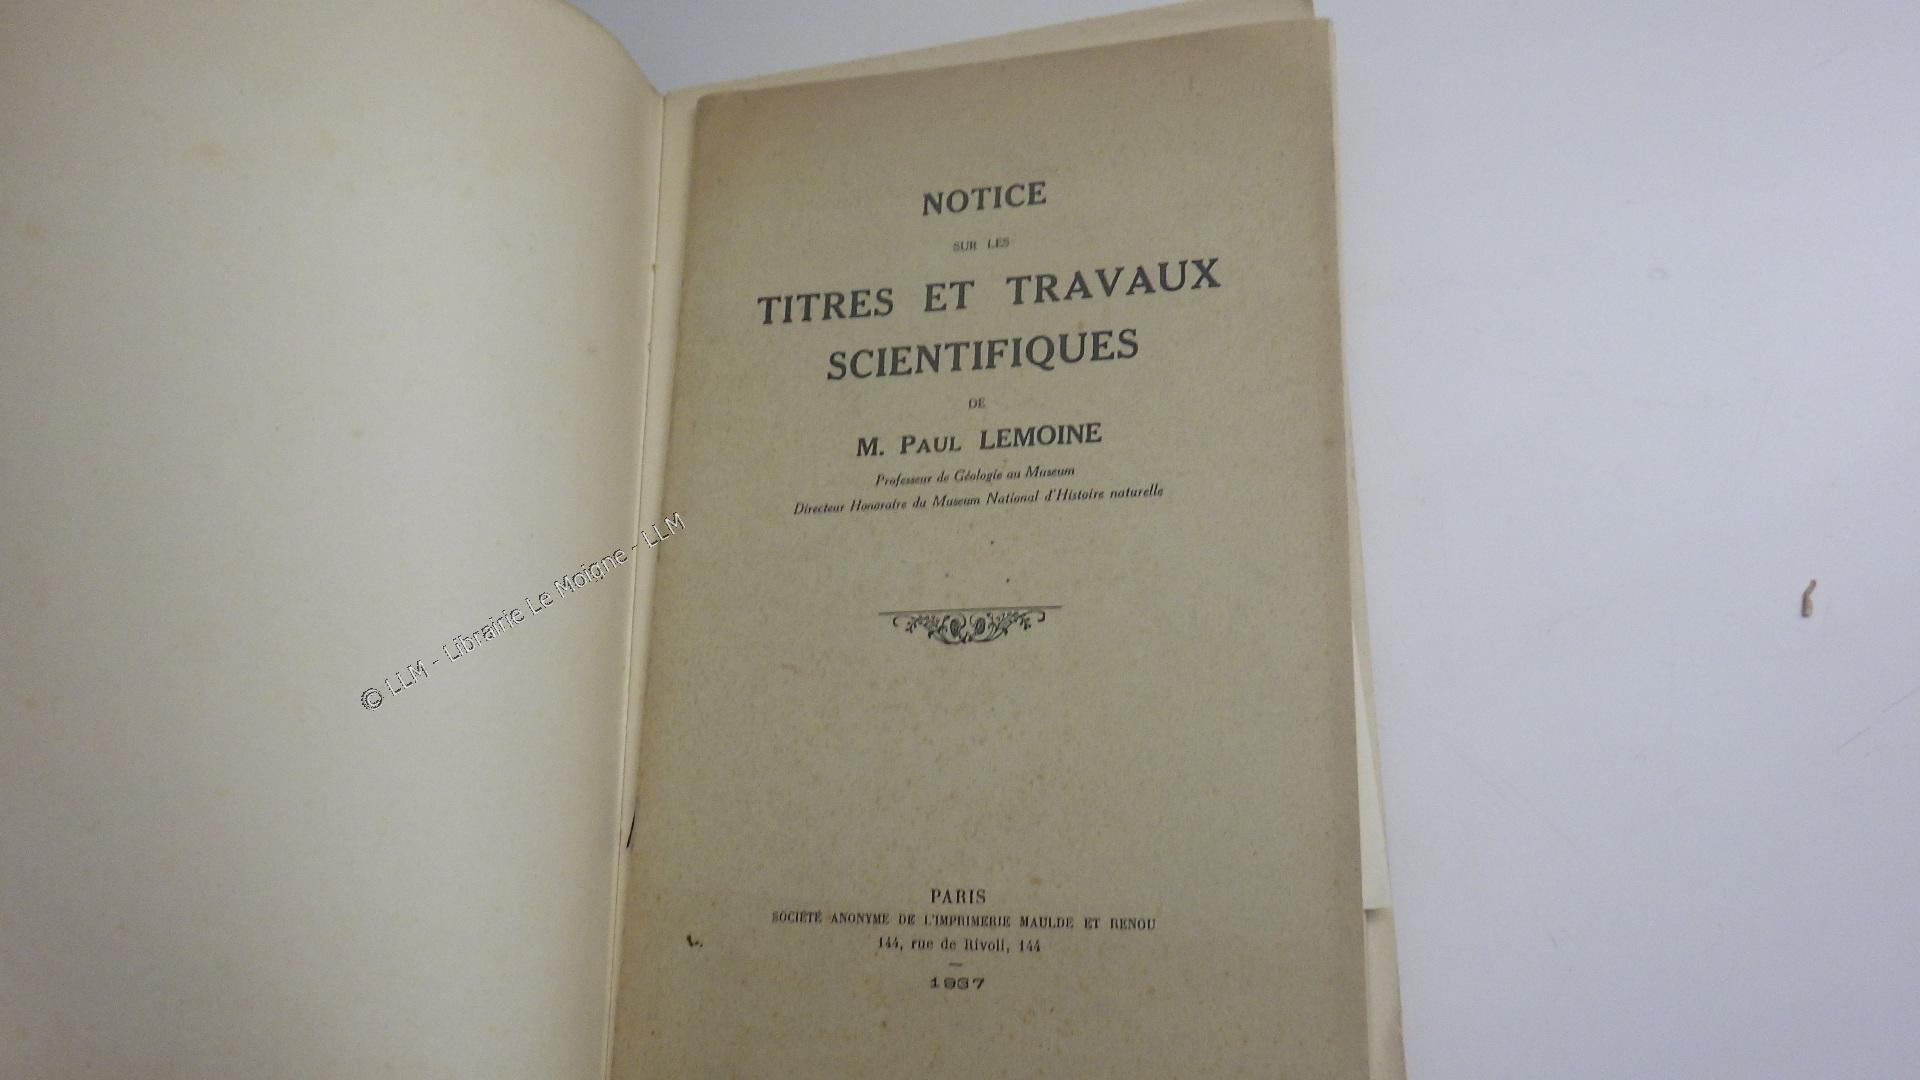 NOTICE
SUR LES
TITRES ET TRAVAUX
SCIENTIFIQUES
DE
M. PAUL LEMOINE
Professeur de Géologie au Museum
Directeur Honoraire du Museum National d'Histoire naturelle
PARIS
SOCIÉTÉ ANONYME DE L'IMPRIMERIE MAULDE ET RENOU
144, rue de Rivoli, 144
1937
© LLM - Librairie Le Moigne - LLM